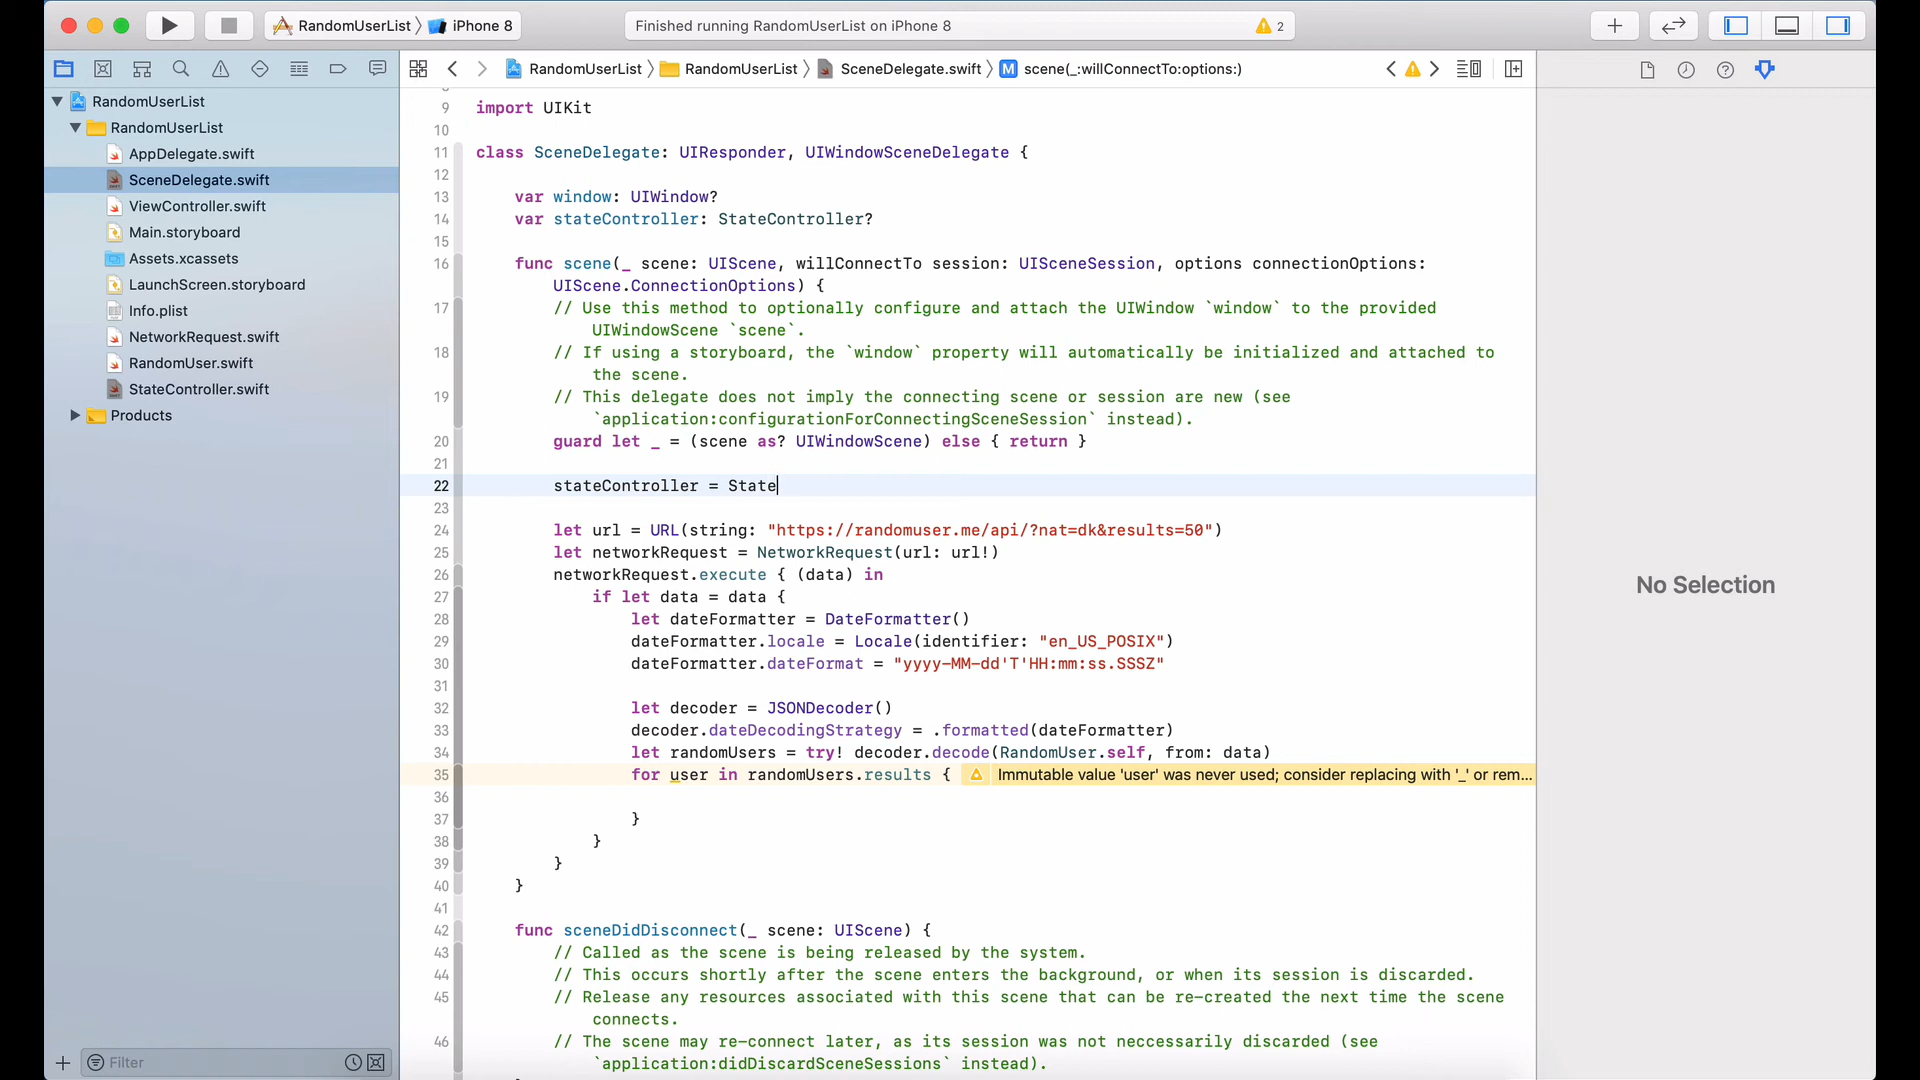 RandomUserList iPhone 8
Finished running RandomUserList on iPhone 8
2
RandomUserList RandomUserList SceneDelegate.swift M scene(_:willConnectTo:options:)
RandomUserList
RandomUserList
AppDelegate.swift
SceneDelegate.swift
ViewController.swift
Main.storyboard
Assets.xcassets
LaunchScreen.storyboard
Info.plist
NetworkRequest.swift
RandomUser.swift
StateController.swift
Products
Filter
9 import UIKit
10
11 class SceneDelegate: UIResponder, UIWindowSceneDelegate {
12
13 var window: UIWindow?
14 var stateController: StateController?
15
16 func scene(_ scene: UIScene, willConnectTo session: UISceneSession, options connectionOptions:
UIScene.ConnectionOptions) {
17 // Use this method to optionally configure and attach the UIWindow `window` to the provided
UIWindowScene `scene`.
18 // If using a storyboard, the `window` property will automatically be initialized and attached to
the scene.
19 // This delegate does not imply the connecting scene or session are new (see
`application:configurationForConnectingSceneSession` instead).
20 guard let _ = (scene as? UIWindowScene) else { return }
21
22 stateController = State
23
24 let url = URL(string: "https://randomuser.me/api/?nat=dk&results=50")
25 let networkRequest = NetworkRequest(url: url!)
26 networkRequest.execute { (data) in
27 if let data = data {
28 let dateFormatter = DateFormatter()
29 dateFormatter.locale = Locale(identifier: "en_US_POSIX")
30 dateFormatter.dateFormat = "yyyy-MM-dd'T'HH:mm:ss.SSSZ"
31
32 let decoder = JSONDecoder()
33 decoder.dateDecodingStrategy = .formatted(dateFormatter)
34 let randomUsers = try! decoder.decode(RandomUser.self, from: data)
35 for user in randomUsers.results { Immutable value 'user' was never used; consider replacing with '_' or rem...
36
37 }
38 }
39 }
40 }
41
42 func sceneDidDisconnect(_ scene: UIScene) {
43 // Called as the scene is being released by the system.
44 // This occurs shortly after the scene enters the background, or when its session is discarded.
45 // Release any resources associated with this scene that can be re-created the next time the scene
connects.
46 // The scene may re-connect later, as its session was not neccessarily discarded (see
`application:didDiscardSceneSessions` instead).
No Selection